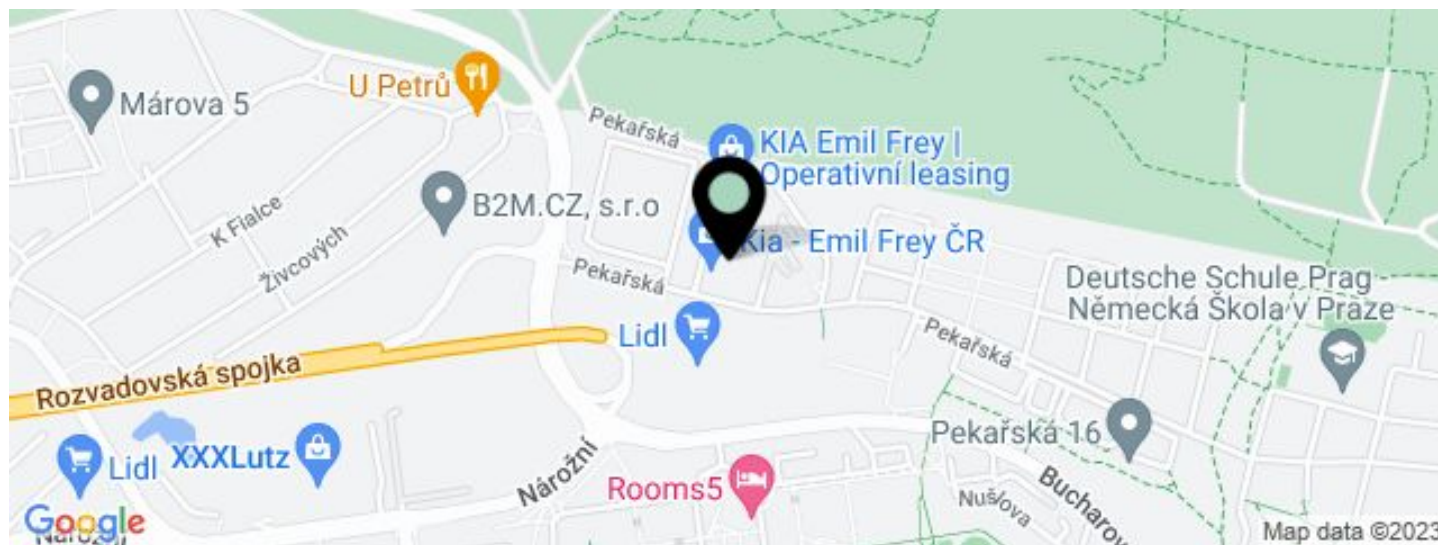 U Petrů
Márova 5
Pekařská
KIA Emil Frey |
Operativní leasing
B2M.CZ, s.r.o
K Fialce
Živcových
Kia - Emil Frey ČR
Pekařská
Deutsche Schule Prag -
Německá Škola v Praze
Lidl
Pekařská
Rozvadovská spojka
Pekařská 16
Lidl
XXXLutz
Nárožní
Rooms5
Bucharov
Nušlova
Google
Nárožní
Map data ©2023